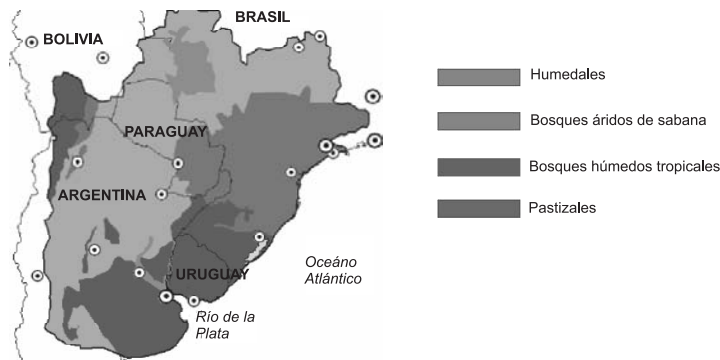 BRASIL
BOLIVIA
PARAGUAY
ARGENTINA
URUGUAY
Oceáno
Atlántico
Río de la
Plata
Humedales
Bosques áridos de sabana
Bosques húmedos tropicales
Pastizales